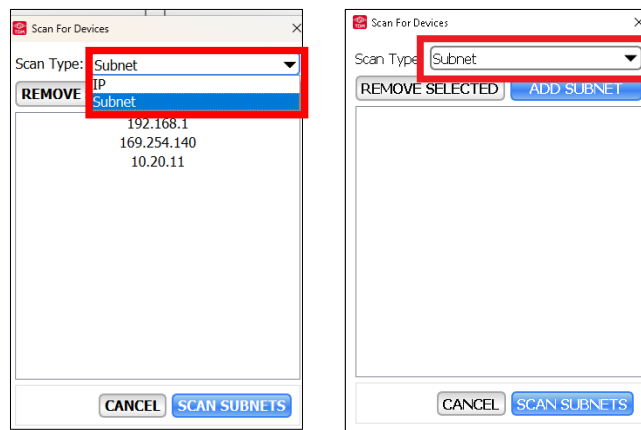 Scan For Devices
Scan Type: Subnet
IP
Subnet
REMOVE
192.168.1
169.254.140
10.20.11
CANCEL SCAN SUBNETS
Scan For Devices
Scan Type Subnet
REMOVE SELECTED ADD SUBNET
CANCEL SCAN SUBNETS